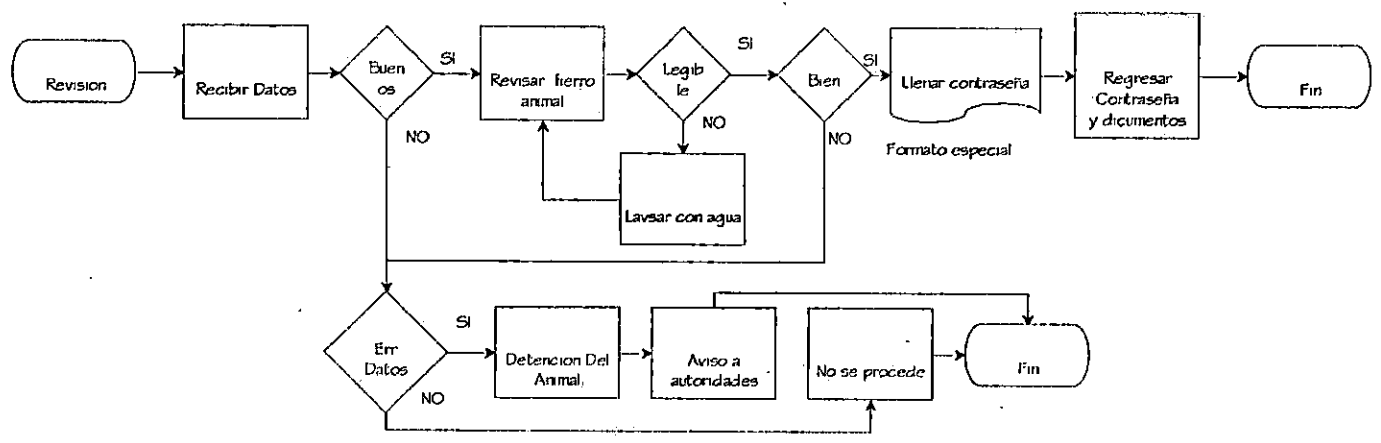 Revision
Recibir Datos
Buen
os
SI
NO
Revisar fierro
animal
Legib
le
SI
NO
Lavsar con agua
Bien
SI
NO
Llenar contraseña
Formato especial
Regresar
Contraseña
y dicumentos
Fin
Err
Datos
SI
NO
Detencion Del
Animal,
Aviso a
autoridades
No se procede
Fin